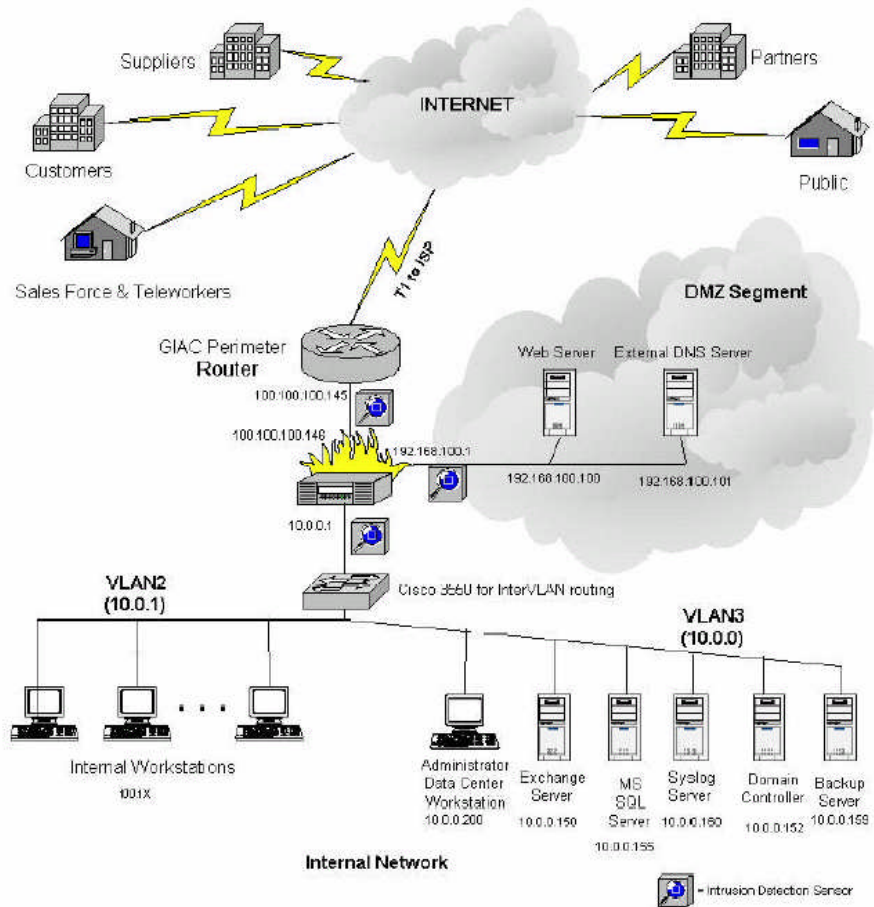 Suppliers
INTERNET
Partners
Customers
Public
Sales Force & Teleworkers
T1 to ISP
DMZ Segment
GIAC Perimeter
Router
Web Server
External DNS Server
100.100.100.145
100.100.100.146
192.168.100.1
192.168.100.100
192.168.100.101
10.0.0.1
Cisco 3550 for InterVLAN routing
VLAN2
(10.0.1)
VLAN3
(10.0.0)
Internal Workstations
10.0.1.X
Administrator
Data Center
Workstation
10.0.0.200
Exchange
Server
10.0.0.150
MS
SQL
Server
10.0.0.155
Syslog
Server
10.0.0.160
Domain
Controller
10.0.0.152
Backup
Server
10.0.0.159
Internal Network
= Intrusion Detection Sensor